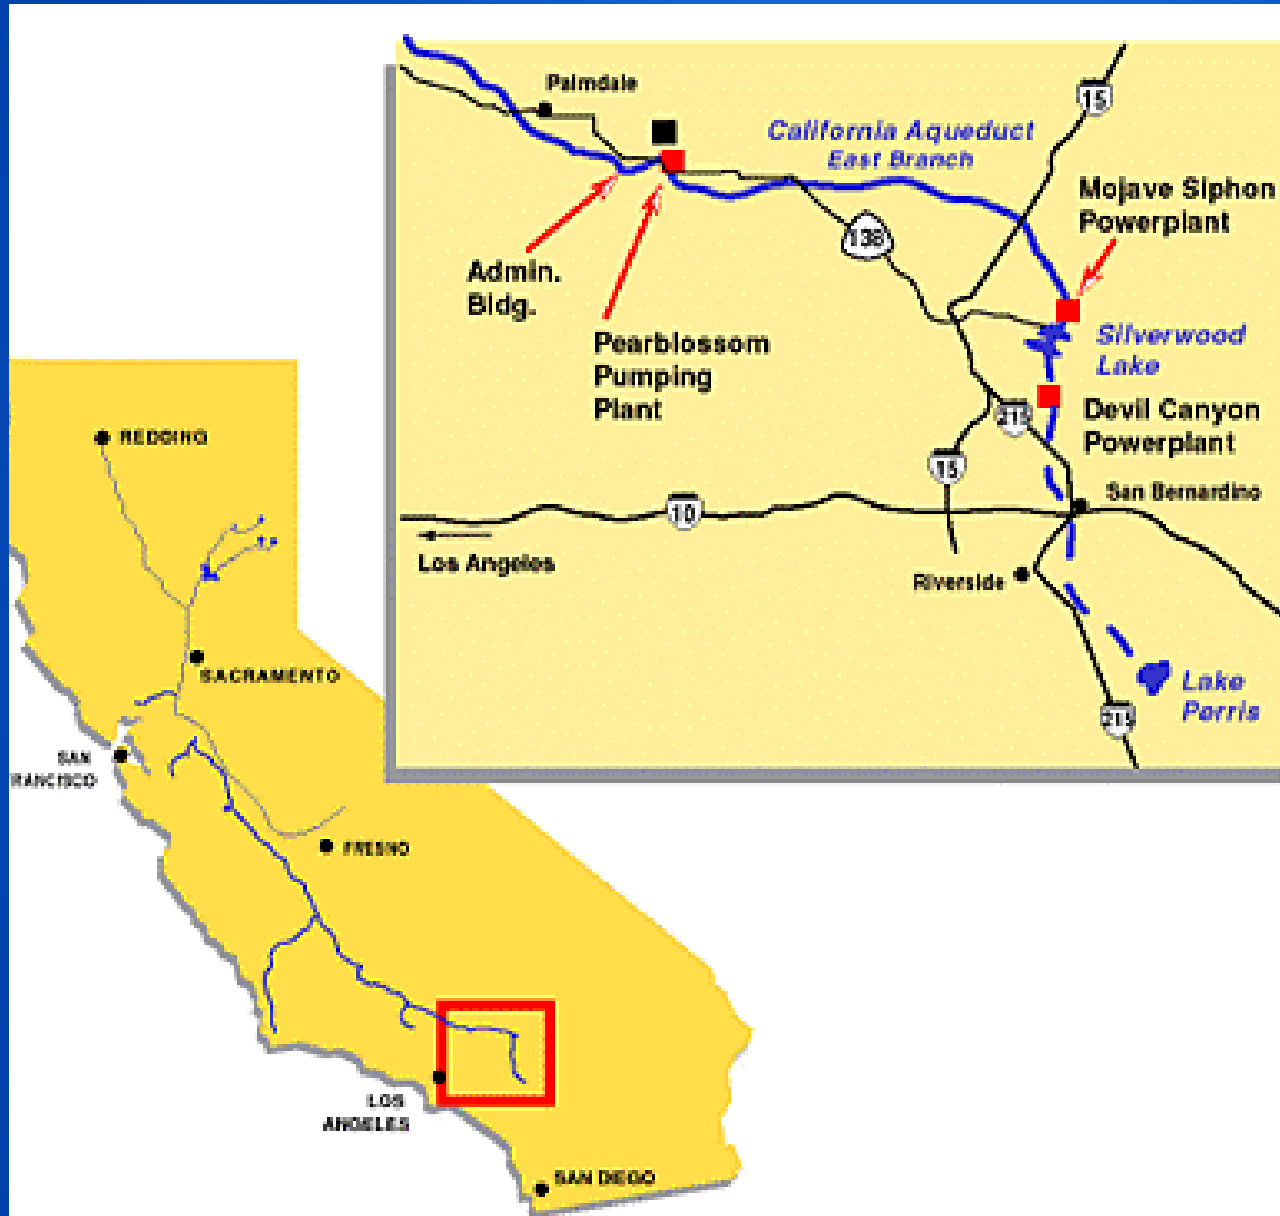 Palmdale
15
California Aqueduct
East Branch
Mojave Siphon
Powerplant
138
Admin.
Bldg.
Pearblossom
Pumping
Plant
Silverwood
Lake
215
Devil Canyon
Powerplant
15
San Bernardino
10
Los Angeles
Riverside
Lake
Perris
215
REDDING
SACRAMENTO
SAN
RANCISCO
FRESNO
LOS
ANGELES
SAN DIEGO